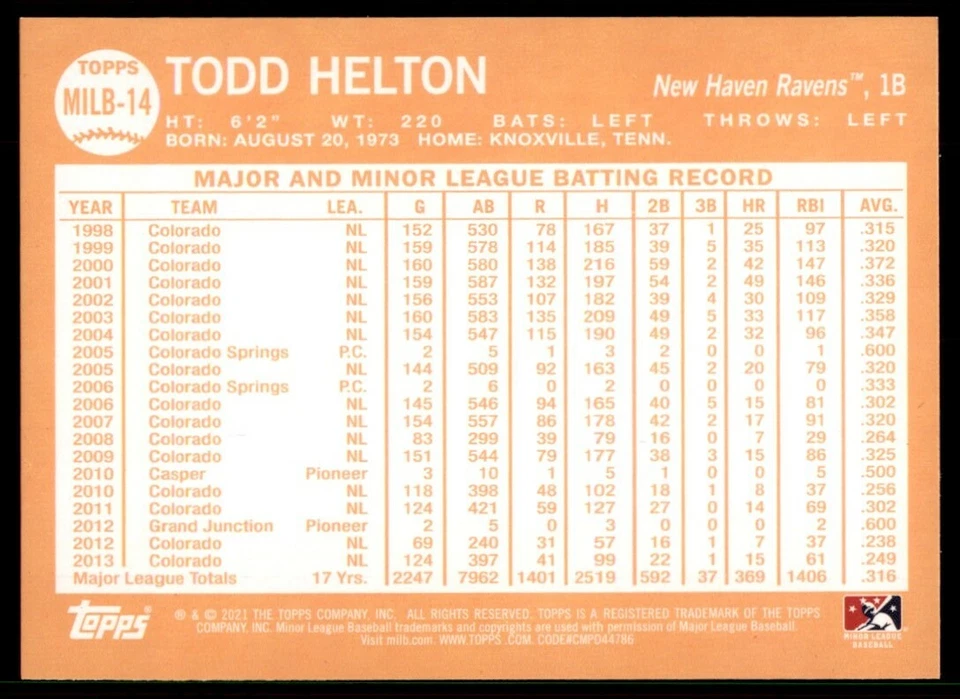 TOPPS
MILB-14
TODD HELTON
New Haven Ravens™, 1B
HT: 6'2" WT: 220 BATS: LEFT THROWS: LEFT
BORN: AUGUST 20, 1973 HOME: KNOXVILLE, TENN.
MAJOR AND MINOR LEAGUE BATTING RECORD
YEAR TEAM LEA. G AB R H 2B 3B HR RBI AVG.
1998 Colorado NL 152 530 78 167 37 1 25 97 .315
1999 Colorado NL 159 578 114 185 39 5 35 113 .320
2000 Colorado NL 160 580 138 216 59 2 42 147 .372
2001 Colorado NL 159 587 132 197 54 2 49 146 .336
2002 Colorado NL 156 553 107 182 39 4 30 109 .329
2003 Colorado NL 160 583 135 209 49 5 33 117 .358
2004 Colorado NL 154 547 115 190 49 2 32 96 .347
2005 Colorado Springs P.C. 2 5 1 3 2 0 0 1 .600
2005 Colorado NL 144 509 92 163 45 2 20 79 .320
2006 Colorado Springs P.C. 2 6 0 2 0 0 0 0 .333
2006 Colorado NL 145 546 94 165 40 5 15 81 .302
2007 Colorado NL 154 557 86 178 42 2 17 91 .320
2008 Colorado NL 83 299 39 79 16 0 7 29 .264
2009 Colorado NL 151 544 79 177 38 3 15 86 .325
2010 Casper Pioneer 3 10 1 5 1 0 0 5 .500
2010 Colorado NL 118 398 48 102 18 1 8 37 .256
2011 Colorado NL 124 421 59 127 27 0 14 69 .302
2012 Grand Junction Pioneer 2 5 0 3 0 0 0 2 .600
2012 Colorado NL 69 240 31 57 16 1 7 37 .238
2013 Colorado NL 124 397 41 99 22 1 15 61 .249
Major League Totals 17 Yrs. 2247 7962 1401 2519 592 37 369 1406 .316
topps®
® & © 2021 THE TOPPS COMPANY, INC. ALL RIGHTS RESERVED. TOPPS IS A REGISTERED TRADEMARK OF THE TOPPS
COMPANY, INC. Minor League Baseball trademarks and copyrights are used with permission of Major League Baseball.
Visit milb.com. WWW.TOPPS .COM. CODE#CMP044786
MINOR LEAGUE
BASEBALL